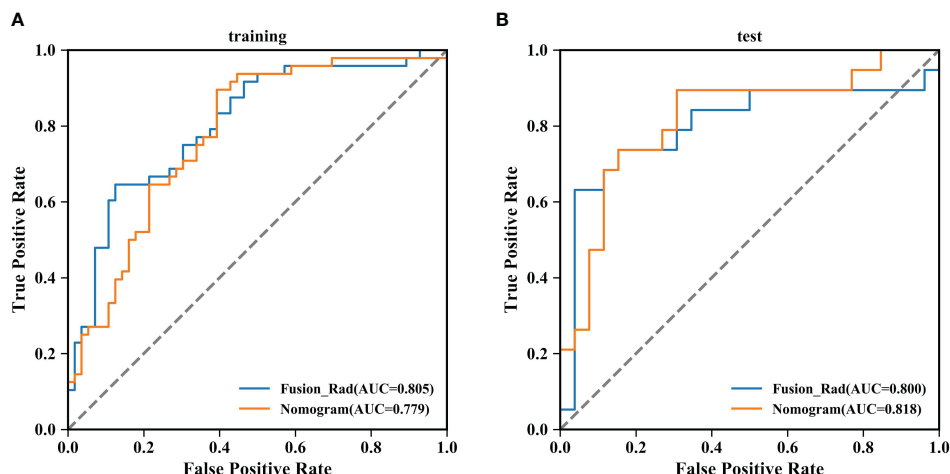 A
training
True Positive Rate
1.0
0.8
0.6
0.4
0.2
0.0
Fusion_Rad(AUC=0.805)
Nomogram(AUC=0.779)
0.0 0.2 0.4 0.6 0.8 1.0
False Positive Rate
B
test
True Positive Rate
1.0
0.8
0.6
0.4
0.2
0.0
Fusion_Rad(AUC=0.800)
Nomogram(AUC=0.818)
0.0 0.2 0.4 0.6 0.8 1.0
False Positive Rate